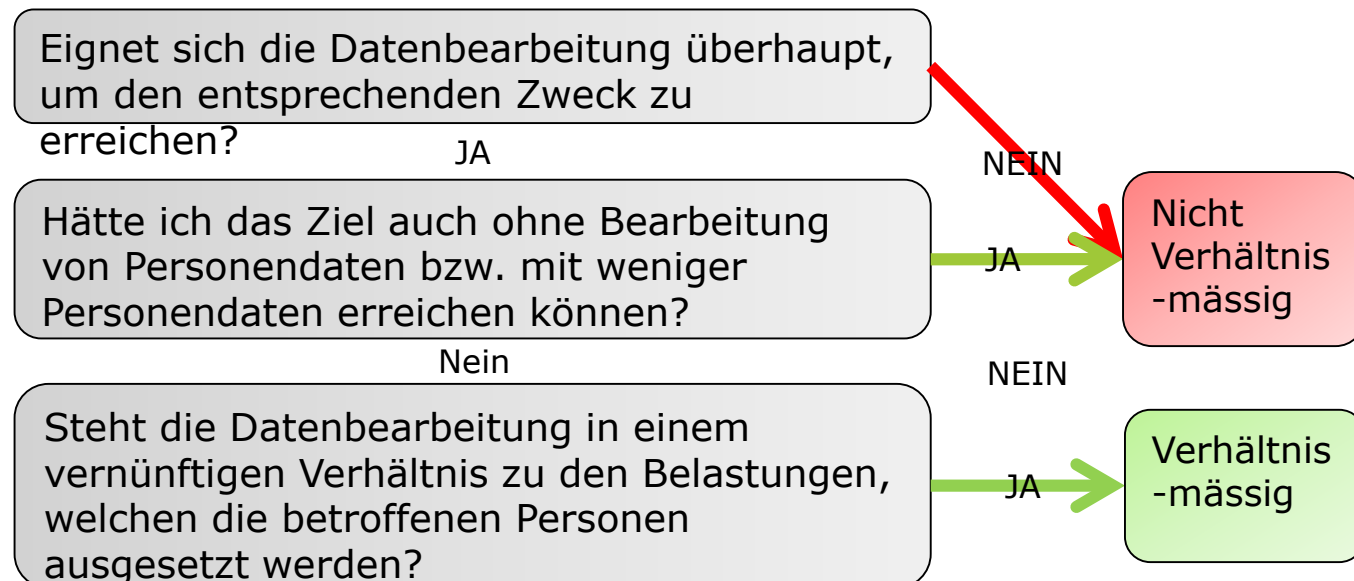 Eignet sich die Datenbearbeitung überhaupt,
um den entsprechenden Zweck zu
erreichen?
JA
NEIN
Hätte ich das Ziel auch ohne Bearbeitung
von Personendaten bzw. mit weniger
Personendaten erreichen können?
JA
Nicht
Verhältnis
-mässig
Nein
NEIN
Steht die Datenbearbeitung in einem
vernünftigen Verhältnis zu den Belastungen,
welchen die betroffenen Personen
ausgesetzt werden?
JA
Verhältnis
-mässig